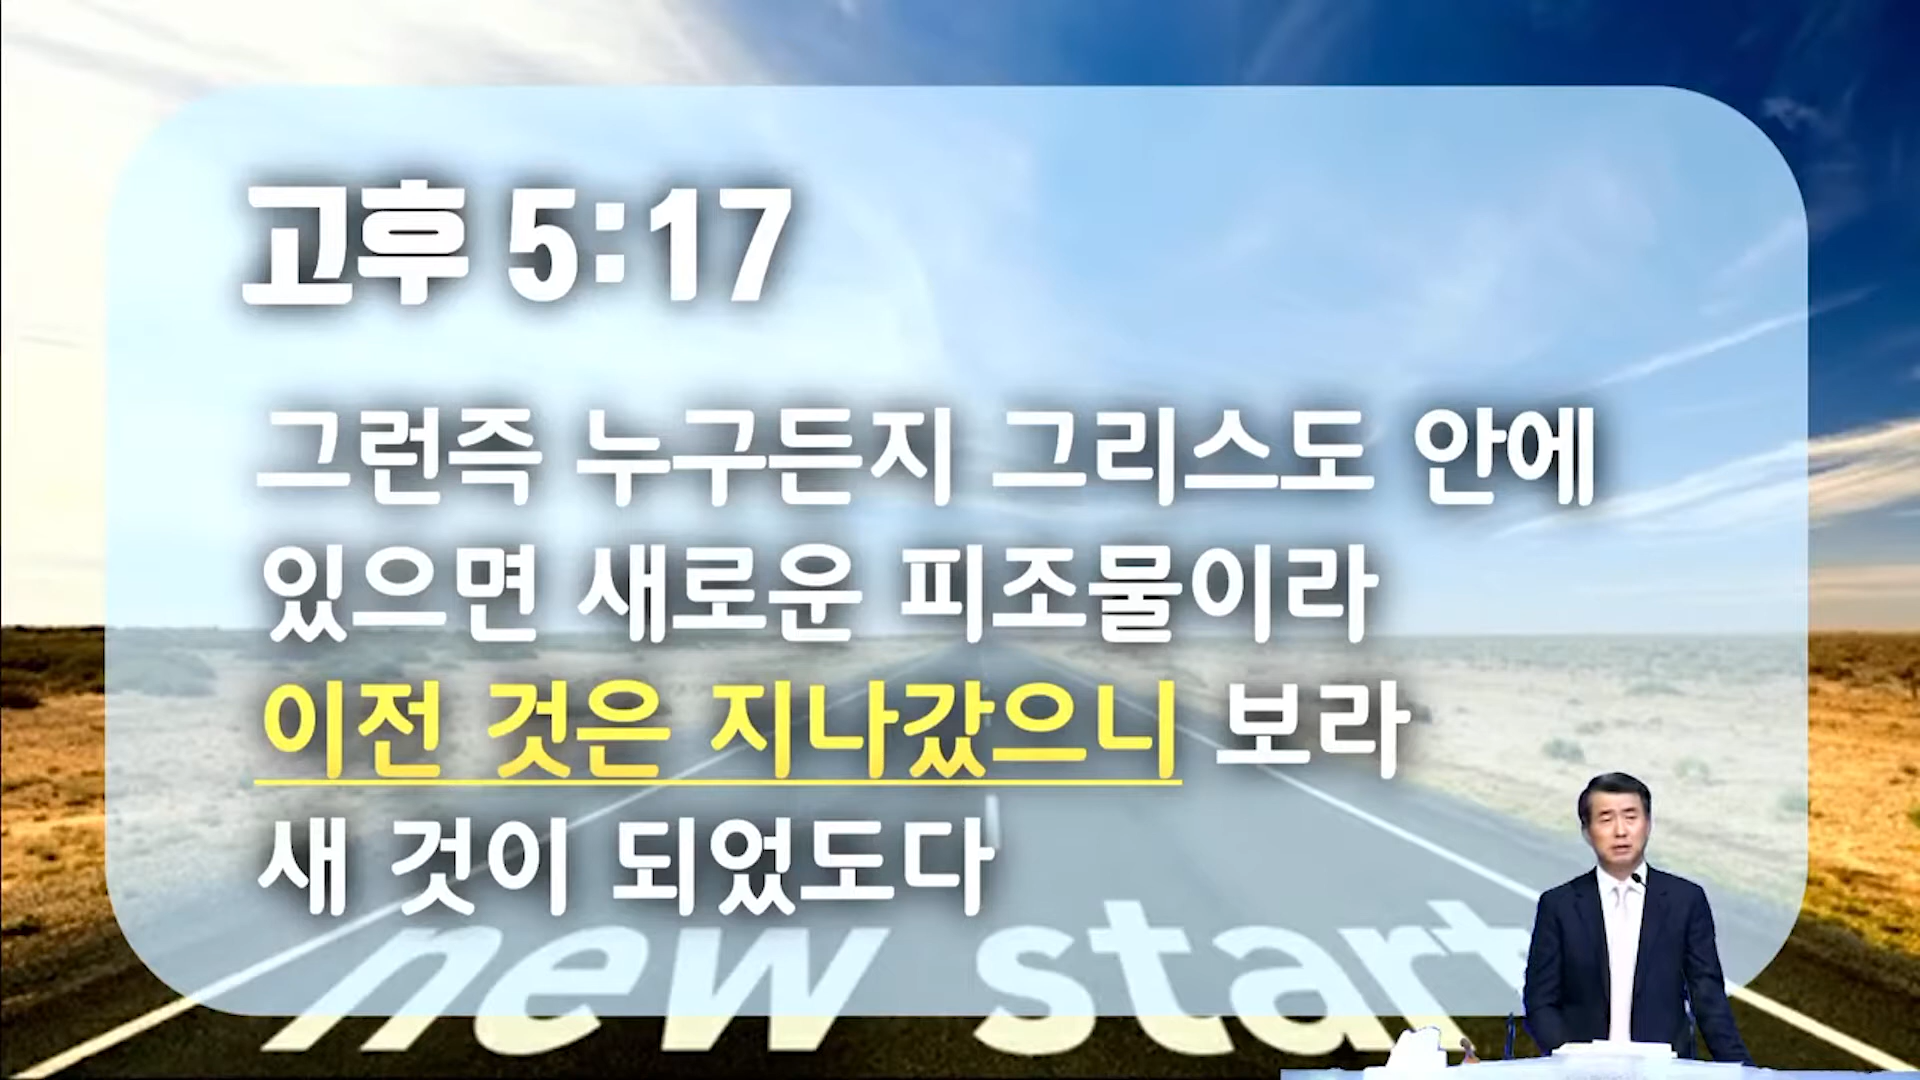 고후 5:17
그런즉 누구든지 그리스도 안에
있으면 새로운 피조물이라
이전 것은 지나갔으니 보라
새 것이 되었도다
new start